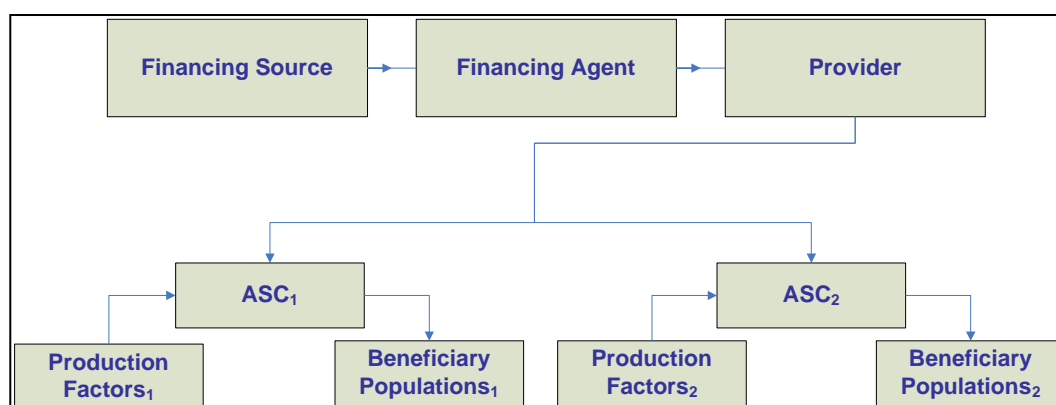 Financing Source
Financing Agent
Provider
ASC₁
ASC₂
Production
Factors₁
Beneficiary
Populations₁
Production
Factors₂
Beneficiary
Populations₂